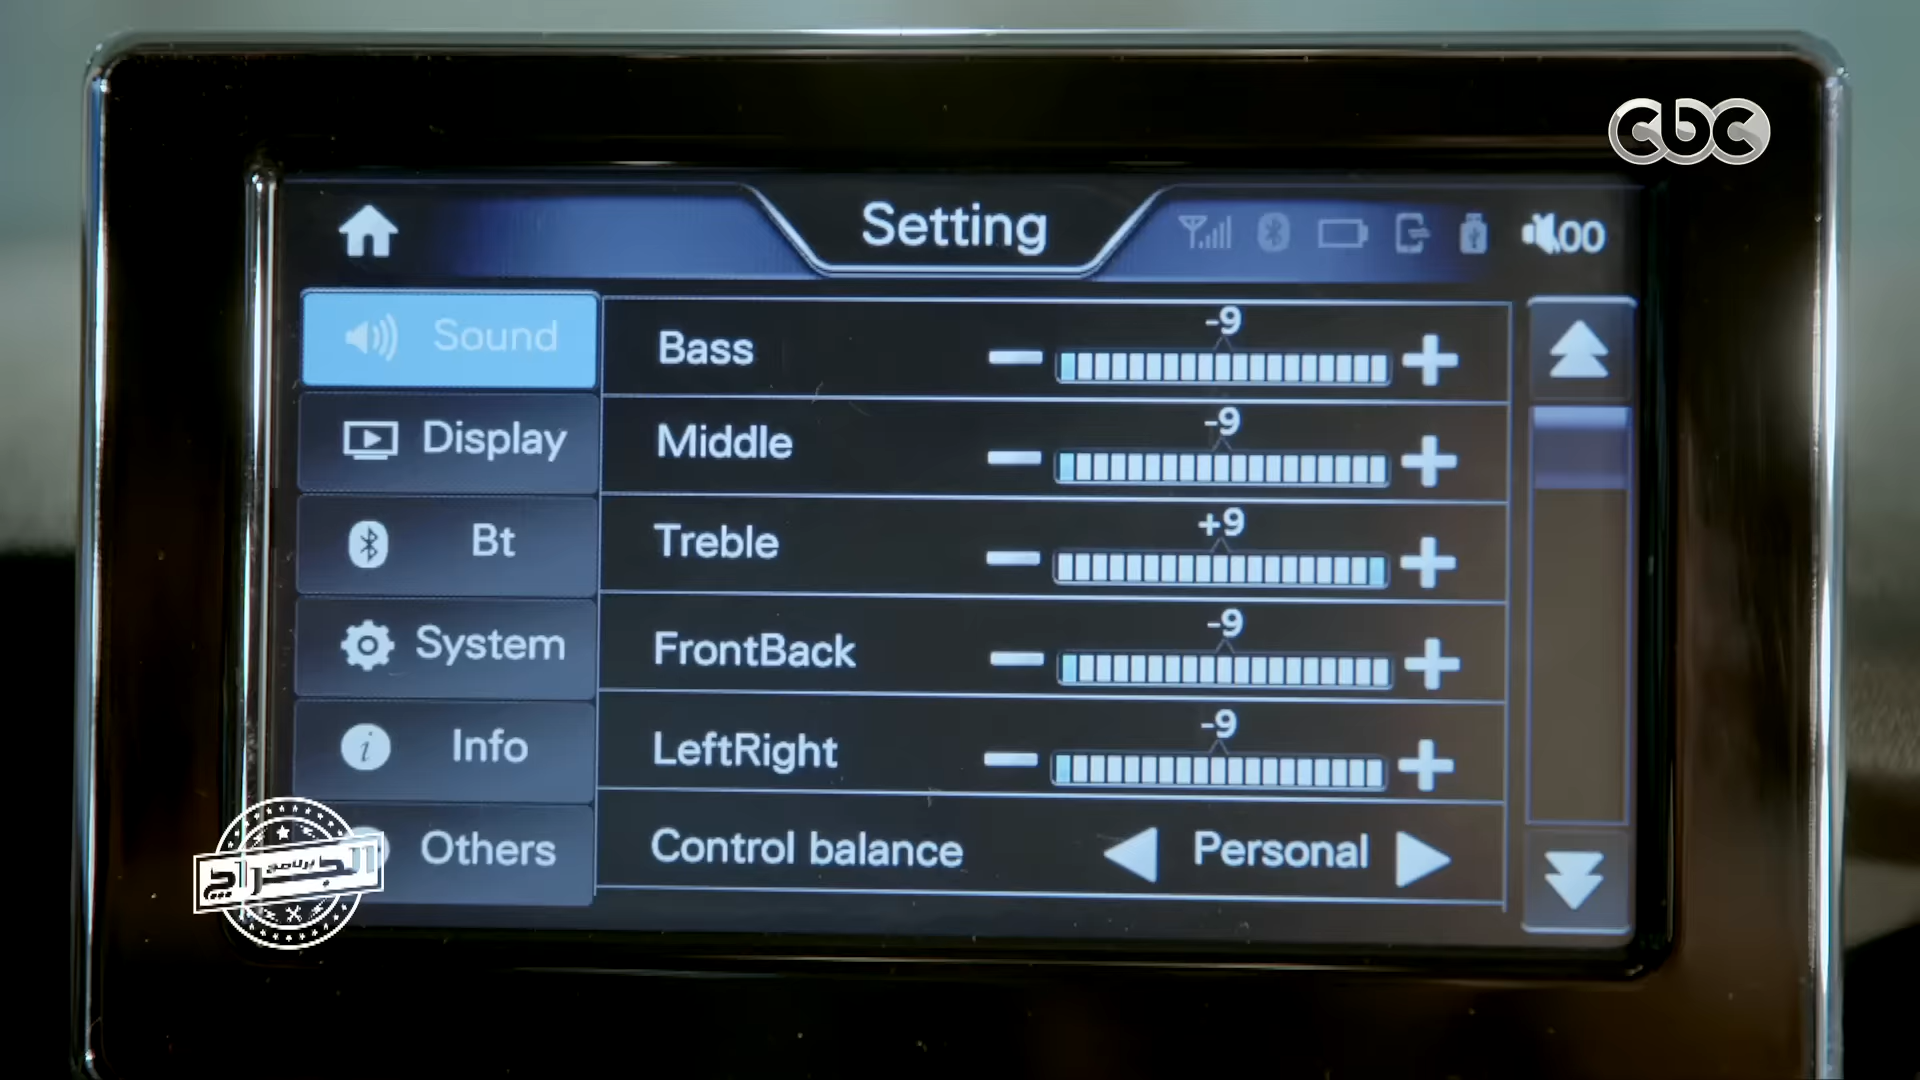 cbc
Setting
00
Sound
Bass
-9
Display
Middle
-9
Bt
Treble
+9
System
FrontBack
-9
Info
LeftRight
-9
Others
Control balance
Personal
برنامج
الجراج